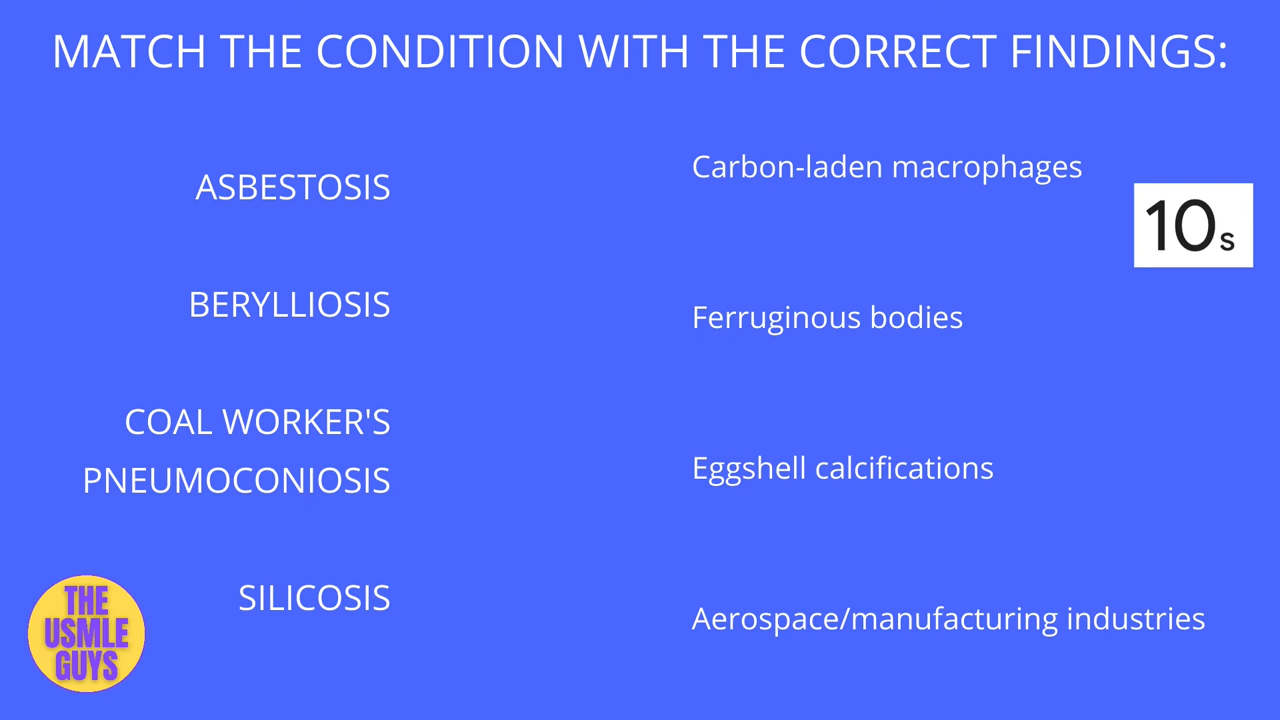 MATCH THE CONDITION WITH THE CORRECT FINDINGS:
ASBESTOSIS
BERYLLIOSIS
COAL WORKER'S
PNEUMOCONIOSIS
SILICOSIS
Carbon-laden macrophages
10s
Ferruginous bodies
Eggshell calcifications
Aerospace/manufacturing industries
THE
USMLE
GUYS